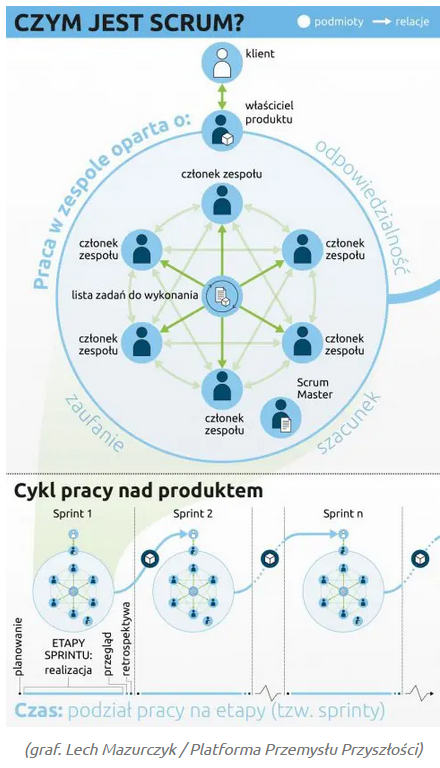 CZYM JEST SCRUM?
podmioty
relacje
klient
właściciel
produktu
Praca w zespole oparta o:
odpowiedzialność
członek zespołu
członek
zespołu
członek
zespołu
lista zadań do wykonania
członek
zespołu
członek
zespołu
członek
zespołu
Scrum
Master
zaufanie
szacunek
Cykl pracy nad produktem
Sprint 1
Sprint 2
Sprint n
planowanie
ETAPY
SPRINTU:
realizacja
przegląd
retrospektywa
Czas: podział pracy na etapy (tzw. sprinty)
(graf. Lech Mazurczyk / Platforma Przemysłu Przyszłości)